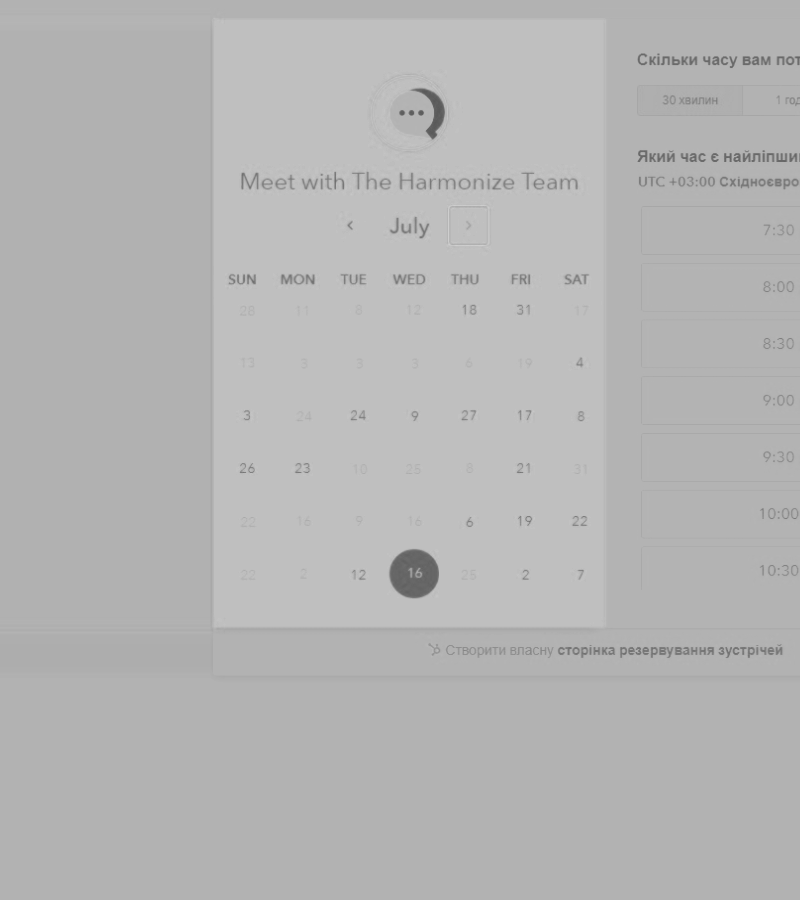 Meet with The Harmonize Team
July
SUN MON TUE WED THU FRI SAT
28 11 8 12 18 31 17
13 3 3 3 6 19 4
3 24 24 9 27 17 8
26 23 10 25 8 21 31
22 16 9 16 6 19 22
22 2 12 16 25 2 7
Скільки часу вам пот
30 хвилин 1 год
Який час є найліпши
UTC +03:00 Східноєвро
7:30
8:00
8:30
9:00
9:30
10:00
10:30
Створити власну сторінка резервування зустрічей